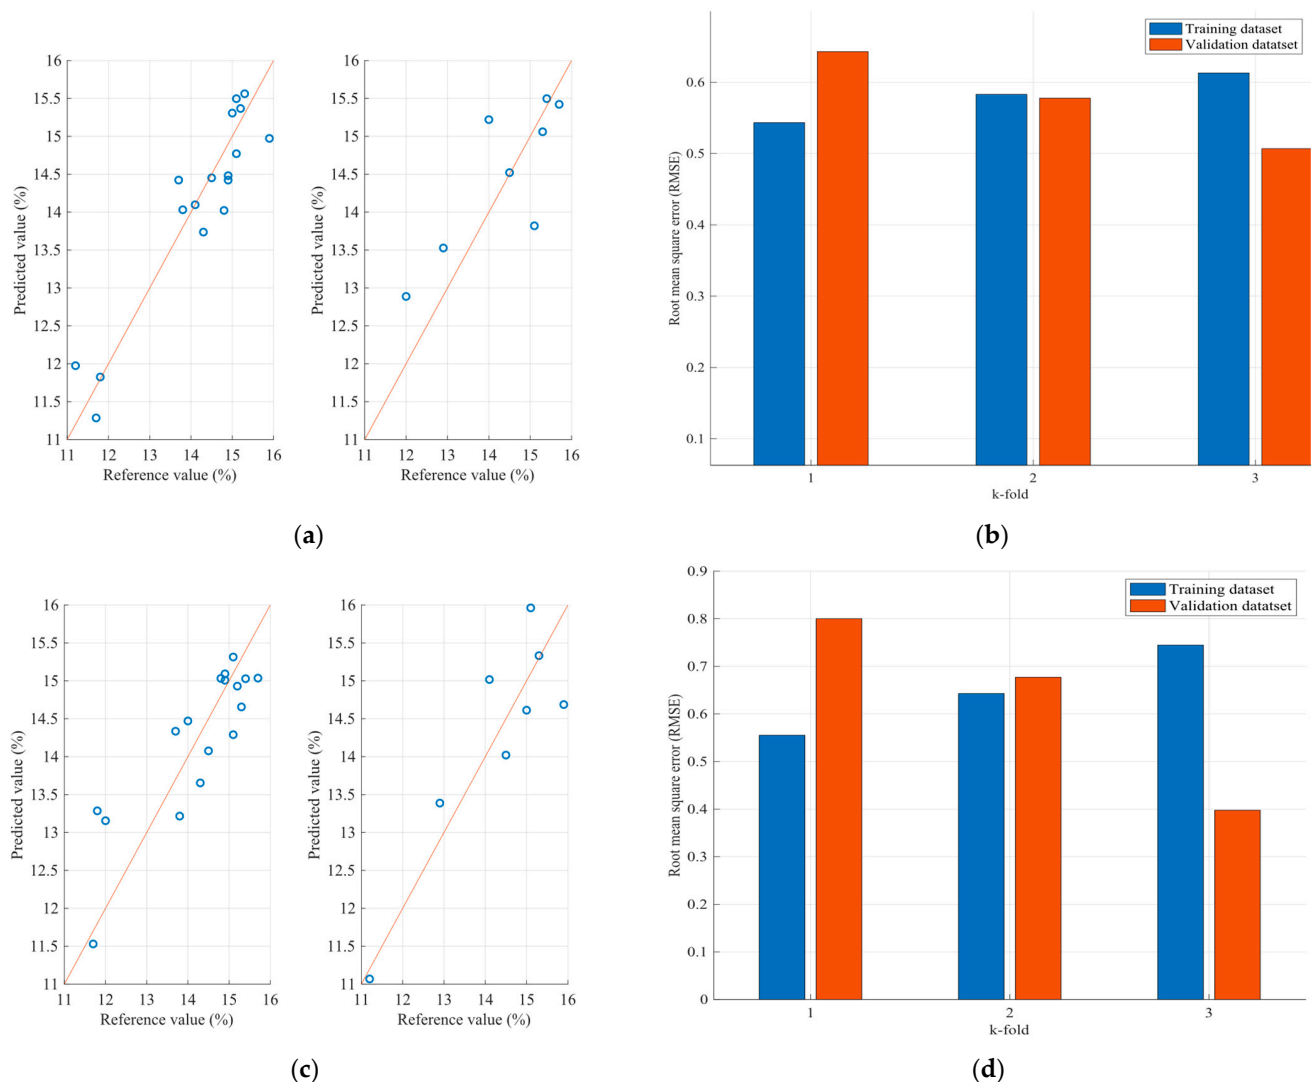 16
15.5
15
14.5
14
13.5
13
12.5
12
11.5
11
11 12 13 14 15 16
Predicted value (%)
Reference value (%)
16
15.5
15
14.5
14
13.5
13
12.5
12
11.5
11
11 12 13 14 15 16
Predicted value (%)
Reference value (%)
(a)
Training dataset
Validation datatset
0.6
0.5
0.4
0.3
0.2
0.1
Root mean square error (RMSE)
1 2 3
k-fold
(b)
16
15.5
15
14.5
14
13.5
13
12.5
12
11.5
11
11 12 13 14 15 16
Predicted value (%)
Reference value (%)
16
15.5
15
14.5
14
13.5
13
12.5
12
11.5
11
11 12 13 14 15 16
Predicted value (%)
Reference value (%)
(c)
Training dataset
Validation datatset
0.9
0.8
0.7
0.6
0.5
0.4
0.3
0.2
0.1
0
Root mean square error (RMSE)
1 2 3
k-fold
(d)